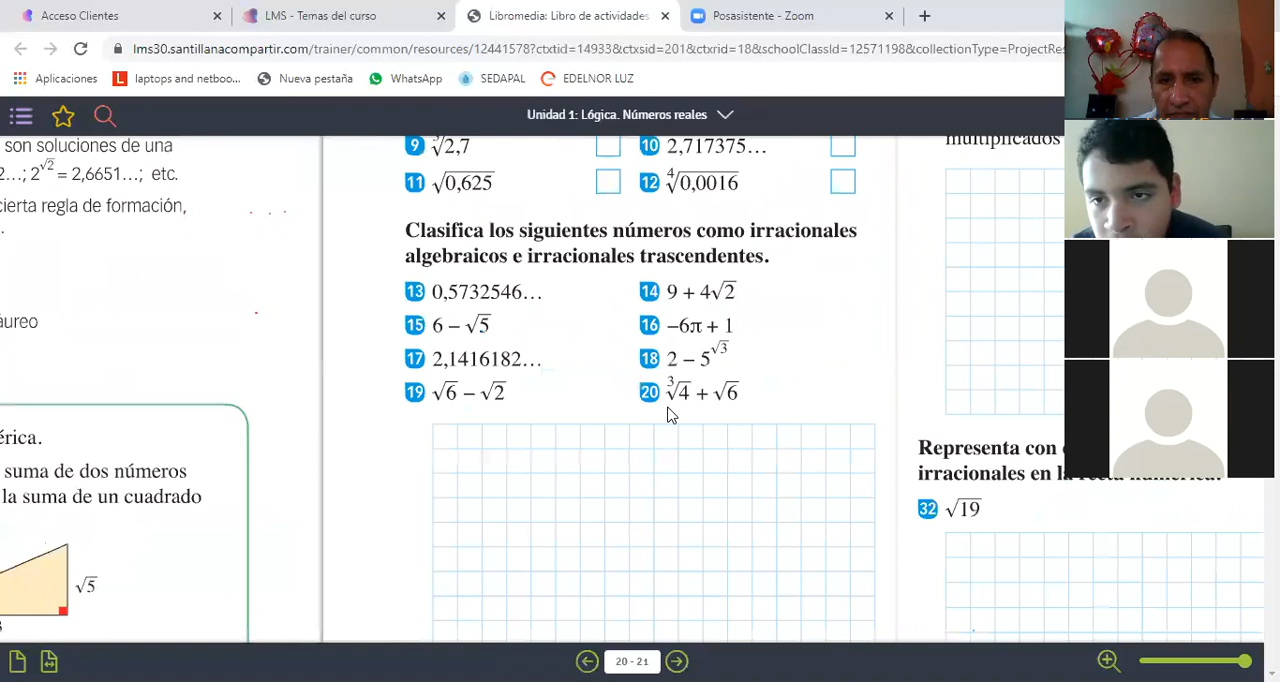 Acceso Clientes
LMS - Temas del curso
Libromedia: Libro de actividades
Posasistente - Zoom
lms30.santillanacompartir.com/trainer/common/resources/12441578?ctxtid=14933&ctxsid=201&ctxrid=18&schoolClassId=12571198&collectionType=ProjectRes
Aplicaciones
laptops and netboo...
Nueva pestaña
WhatsApp
SEDAPAL
EDELNOR LUZ
Unidad 1: Lógica. Números reales
son soluciones de una
2…; 2^√2 = 2,6651…; etc.
cierta regla de formación,
áureo
érica.
suma de dos números
la suma de un cuadrado
√5
9 ∛2,7
10 2,717375…
11 √0,625
12 ∜0,0016
Clasifica los siguientes números como irracionales
algebraicos e irracionales trascendentes.
13 0,5732546…
14 9 + 4√2
15 6 – √5
16 –6π + 1
17 2,1416182…
18 2 – 5^√3
19 √6 – √2
20 ∛4 + √6
multiplicados
Representa con
irracionales en la recta numérica.
32 √19
20 - 21